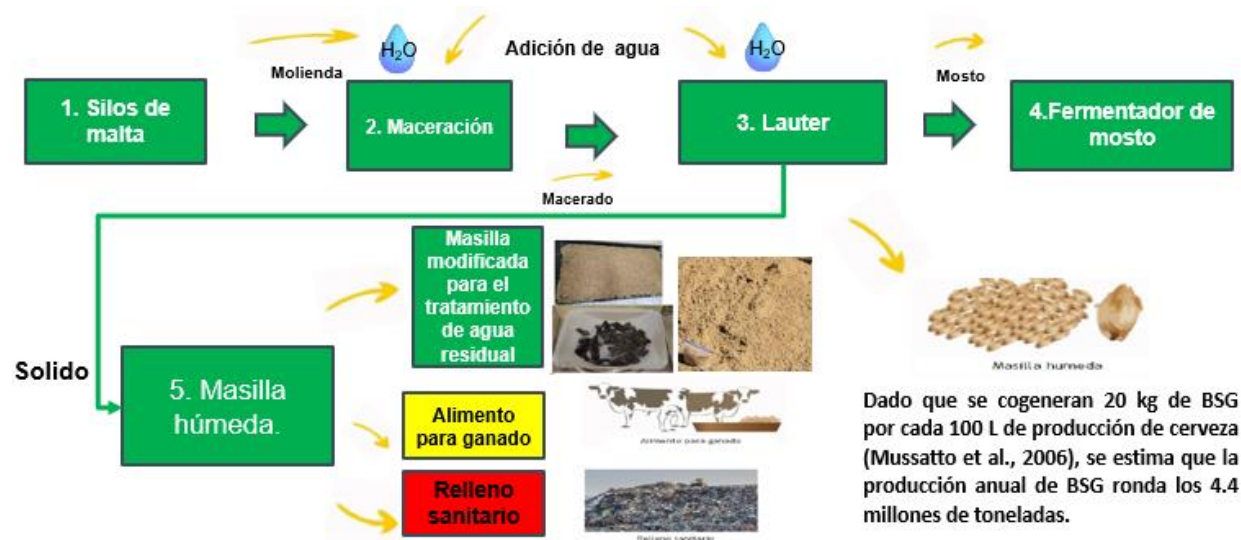 H₂O
Adición de agua
H₂O
Molienda
Mosto
1. Silos de
malta
2. Maceración
3. Lauter
4.Fermentador de
mosto
Macerado
Masilla
modificada
para el
tratamiento
de agua
residual
Solido
5. Masilla
húmeda.
Alimento
para ganado
Alimento para ganado
Relleno
sanitario
Relleno sanitario
Masilla humeda
Dado que se cogeneran 20 kg de BSG
por cada 100 L de producción de cerveza
(Mussatto et al., 2006), se estima que la
producción anual de BSG ronda los 4.4
millones de toneladas.